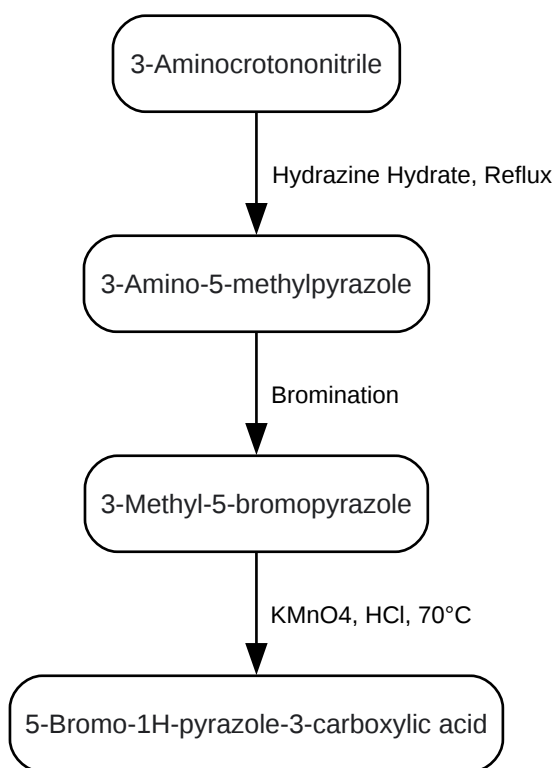 3-Aminocrotononitrile
Hydrazine Hydrate, Reflux
3-Amino-5-methylpyrazole
Bromination
3-Methyl-5-bromopyrazole
KMnO4, HCl, 70°C
5-Bromo-1H-pyrazole-3-carboxylic acid